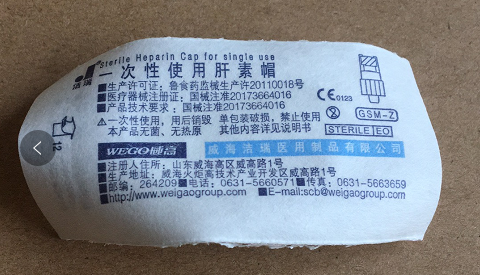 Sterile Heparin Cap for single use
洁瑞 一次性使用肝素帽
■生产许可证: 鲁食药监械生产许20110018号
■医疗器械注册证: 国械注准20173664016
■产品技术要求: 国械注准20173664016
CE0123
⚠一次性使用, 用后销毁 单包装破损, 禁止使用
GSM-Z
本产品无菌、无热原 其他内容详见说明书
STERILE EO
WEGO威高 威海洁瑞医用制品有限公司
■注册人住所: 山东威海高区威高路1号
■生产地址: 威海火炬高技术产业开发区威高路1号
■邮编: 264209 ■电话: 0631-5660571 ■传真: 0631-5663659
■http://www.weigaogroup.com ■E-mail:scb@weigaogroup.com